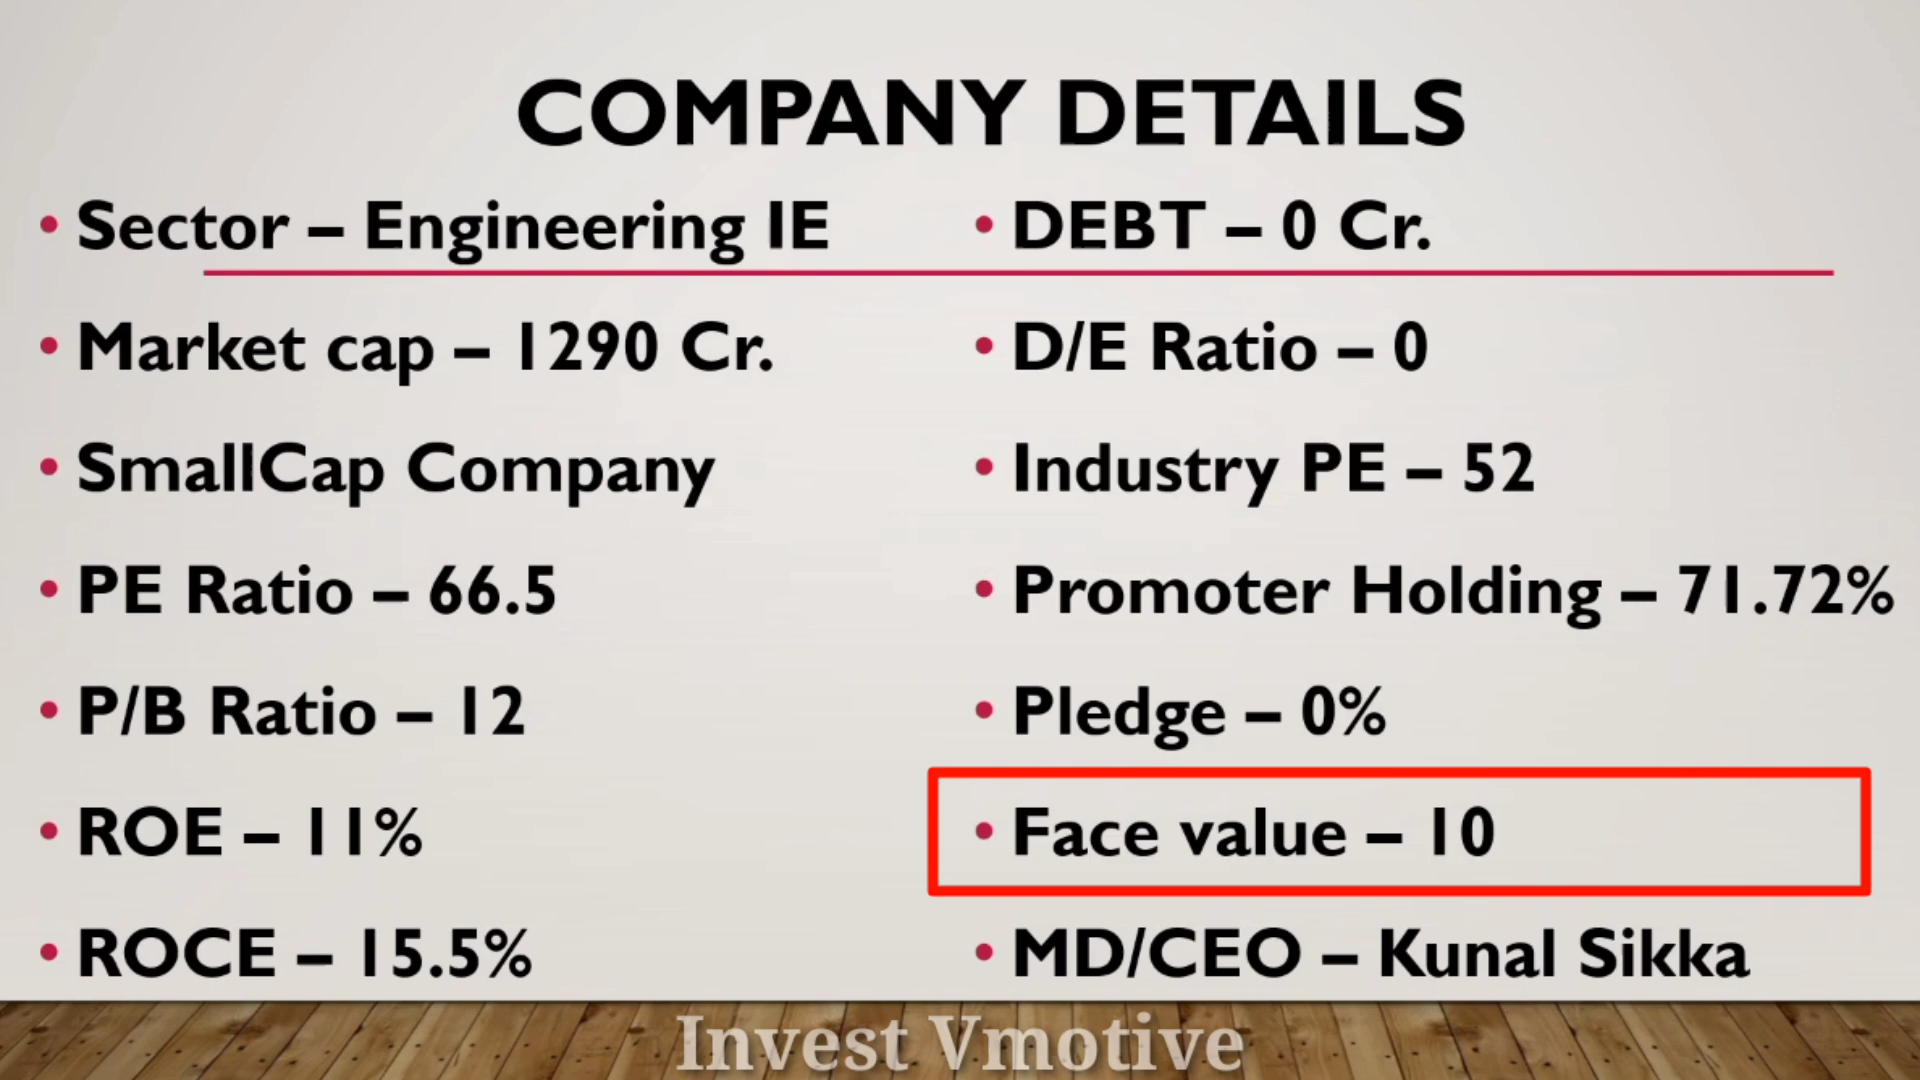 COMPANY DETAILS
• Sector – Engineering IE
• Market cap – 1290 Cr.
• SmallCap Company
• PE Ratio – 66.5
• P/B Ratio – 12
• ROE – 11%
• ROCE – 15.5%
• DEBT – 0 Cr.
• D/E Ratio – 0
• Industry PE – 52
• Promoter Holding – 71.72%
• Pledge – 0%
• Face value – 10
• MD/CEO – Kunal Sikka
Invest Vmotive